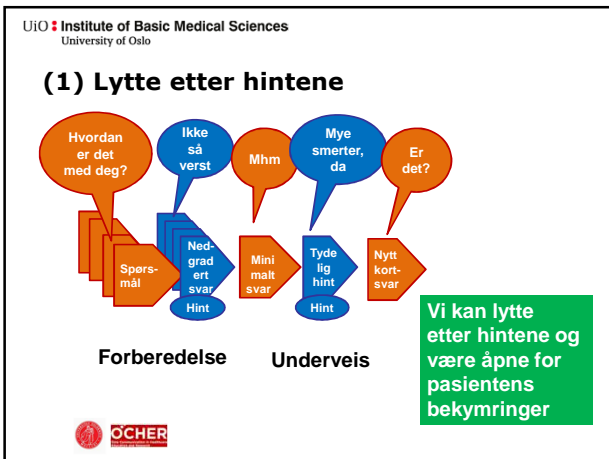 UiO Institute of Basic Medical Sciences
University of Oslo
(1) Lytte etter hintene
Hvordan
er det
med deg?
Ikke
så
verst
Mhm
Mye
smerter,
da
Er
det?
Spørs-
mål
Ned-
grad
ert
svar
Hint
Mini
malt
svar
Tyde
lig
hint
Hint
Nytt
kort-
svar
Forberedelse
Underveis
Vi kan lytte
etter hintene og
være åpne for
pasientens
bekymringer
OCHER